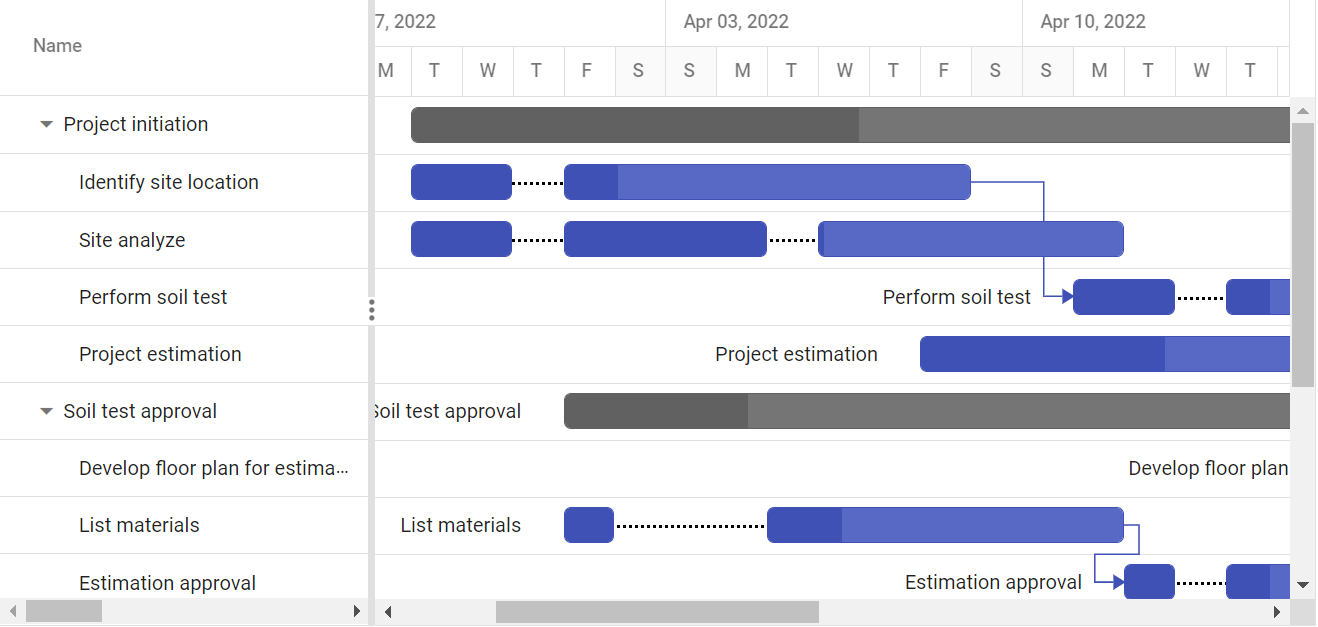 Name
7, 2022 Apr 03, 2022 Apr 10, 2022
M T W T F S S M T W T F S S M T W T
Project initiation
Identify site location
Site analyze
Perform soil test Perform soil test
Project estimation Project estimation
Soil test approval Soil test approval
Develop floor plan for estima... Develop floor plan
List materials List materials
Estimation approval Estimation approval